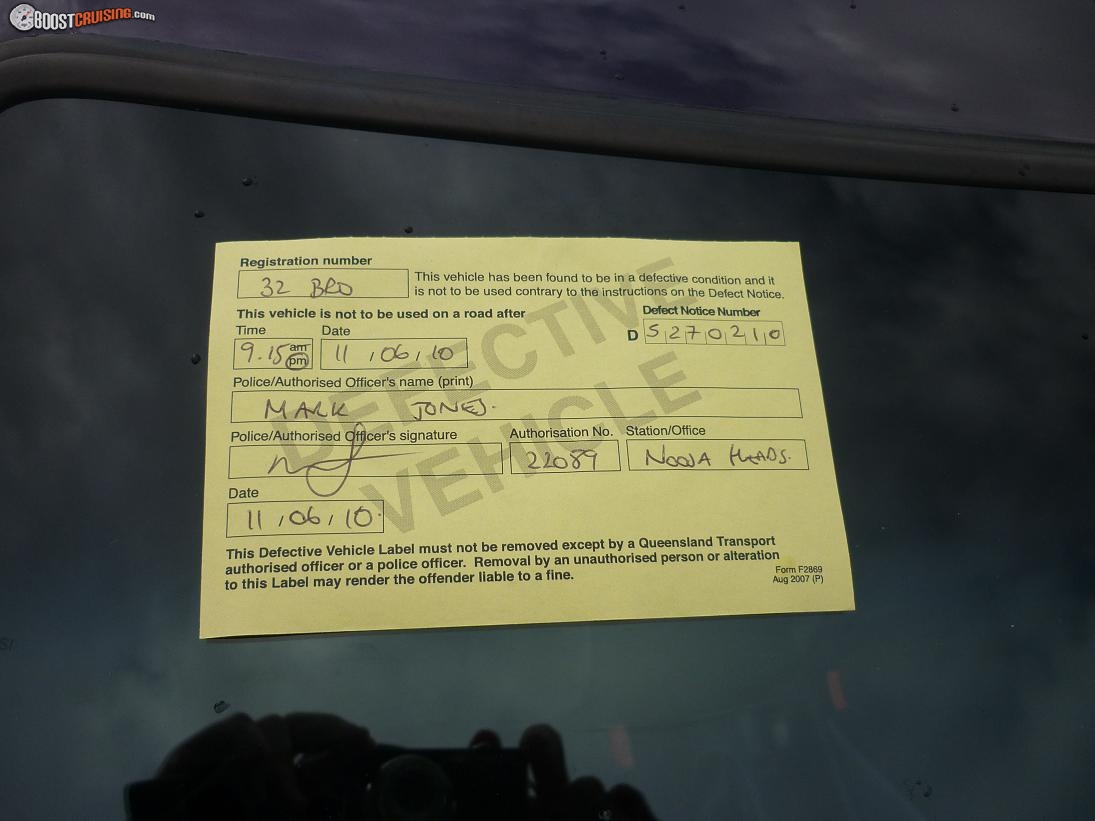 BOOSTCRUISING.com
Registration number
32 BRO
This vehicle has been found to be in a defective condition and it
is not to be used contrary to the instructions on the Defect Notice.
This vehicle is not to be used on a road after
Defect Notice Number
D 5270210
Time Date
9.15 am pm 11/06/10
Police/Authorised Officer's name (print)
MARK JONES.
Police/Authorised Officer's signature Authorisation No. Station/Office
22089 NOOSA HEADS.
Date
11/06/10.
DEFECTIVE
VEHICLE
This Defective Vehicle Label must not be removed except by a Queensland Transport
authorised officer or a police officer. Removal by an unauthorised person or alteration
to this Label may render the offender liable to a fine.
Form F2869
Aug 2007 (P)